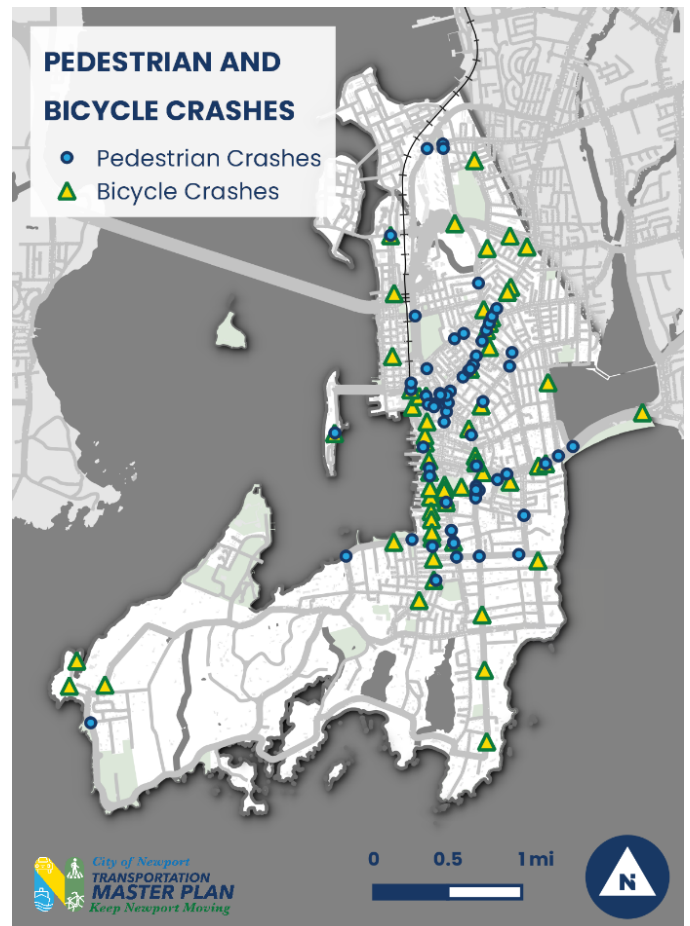 PEDESTRIAN AND
BICYCLE CRASHES
Pedestrian Crashes
Bicycle Crashes
City of Newport
TRANSPORTATION
MASTER PLAN
Keep Newport Moving
0 0.5 1 mi
N